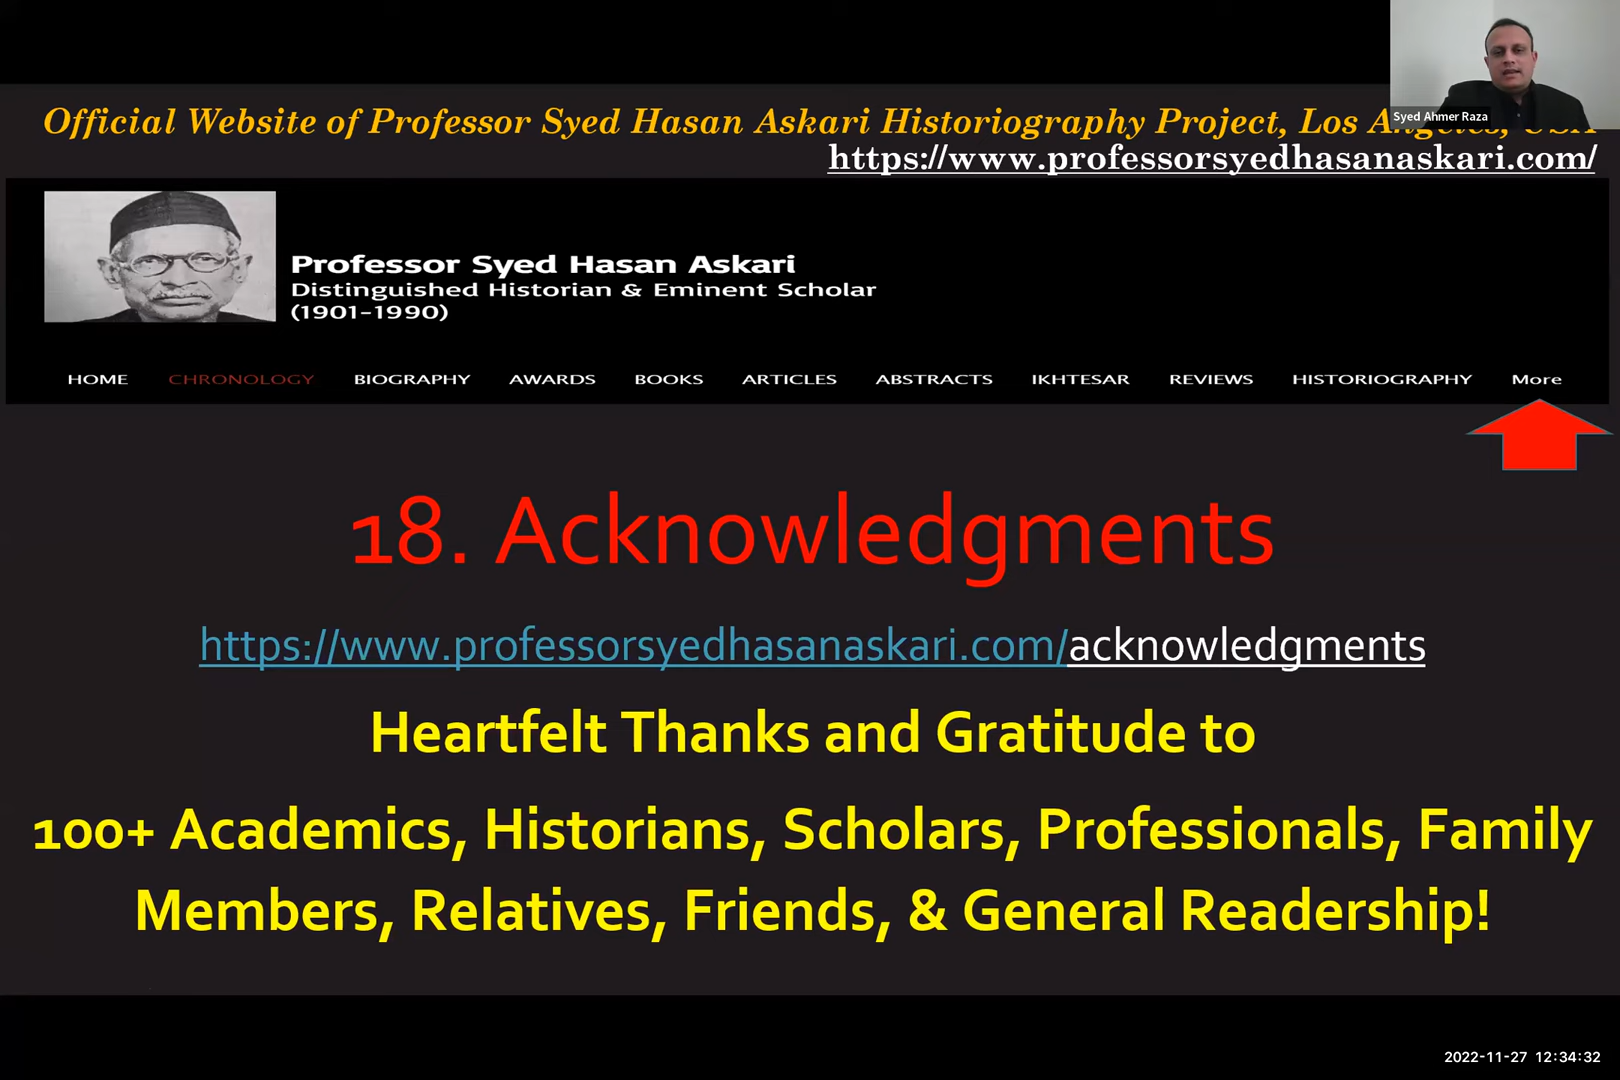 Official Website of Professor Syed Hasan Askari Historiography Project, Los Angeles, USA
Syed Ahmer Raza
https://www.professorsyedhasanaskari.com/
Professor Syed Hasan Askari
Distinguished Historian & Eminent Scholar
(1901-1990)
HOME CHRONOLOGY BIOGRAPHY AWARDS BOOKS ARTICLES ABSTRACTS IKHTESAR REVIEWS HISTORIOGRAPHY More
18. Acknowledgments
https://www.professorsyedhasanaskari.com/acknowledgments
Heartfelt Thanks and Gratitude to
100+ Academics, Historians, Scholars, Professionals, Family
Members, Relatives, Friends, & General Readership!
2022-11-27 12:34:32